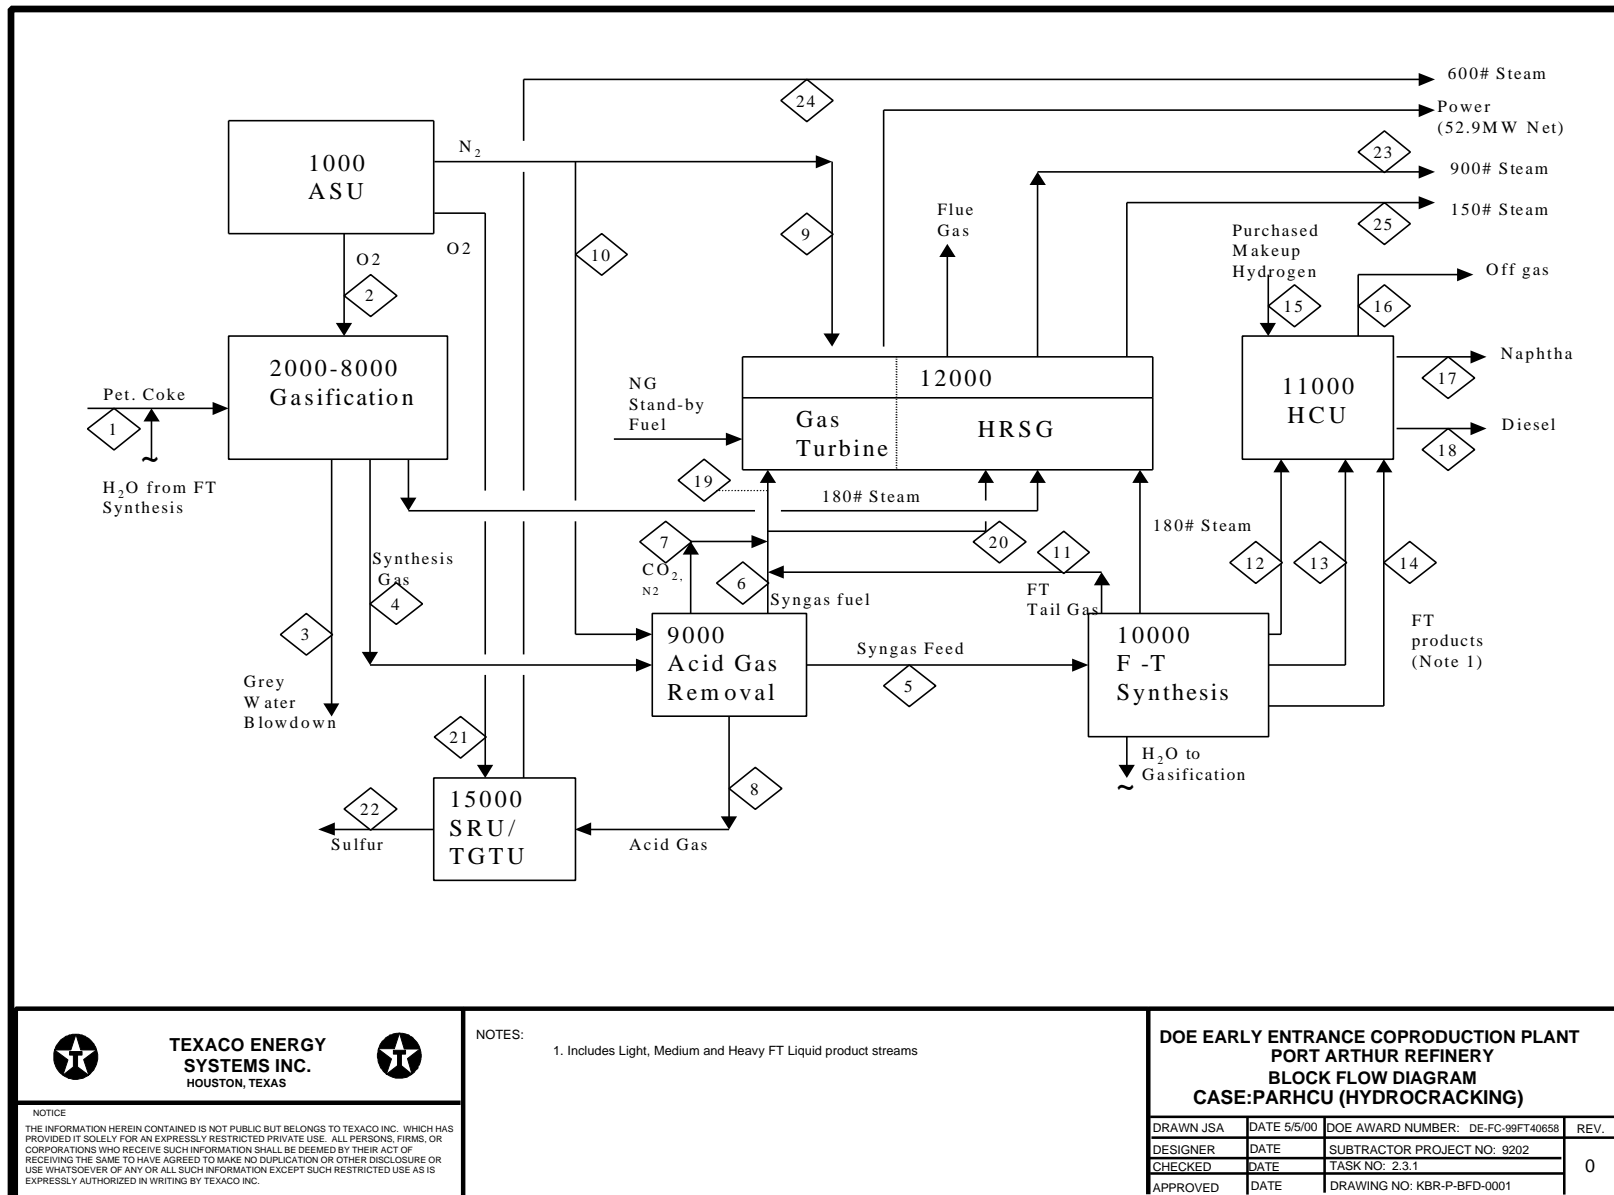 600# Steam
24
Power
(52.9MW Net)
N2
1000
ASU
23
900# Steam
Flue
Gas
150# Steam
25
9
Purchased
Makeup
Hydrogen
O2
10
O2
Off gas
2
15
16
2000-8000
Gasification
Naphtha
12000
17
NG
Stand-by
Fuel
11000
HCU
Pet. Coke
1
Gas
Turbine
HRSG
Diesel
18
H2O from FT
Synthesis
19
180# Steam
180# Steam
7
20
11
12
13
14
Synthesis
Gas
4
CO2,
N2
6
Syngas fuel
FT
Tail Gas
3
9000
Acid Gas
Removal
Syngas Feed
5
10000
F -T
Synthesis
FT
products
(Note 1)
Grey
Water
Blowdown
21
H2O to
Gasification
~
~
8
22
Sulfur
15000
SRU/
TGTU
Acid Gas
TEXACO ENERGY
SYSTEMS INC.
HOUSTON, TEXAS
T
T
NOTICE
THE INFORMATION HEREIN CONTAINED IS NOT PUBLIC BUT BELONGS TO TEXACO INC. WHICH HAS
PROVIDED IT SOLELY FOR AN EXPRESSLY RESTRICTED PRIVATE USE. ALL PERSONS, FIRMS, OR
CORPORATIONS WHO RECEIVE SUCH INFORMATION SHALL BE DEEMED BY THEIR ACT OF
RECEIVING THE SAME TO HAVE AGREED TO MAKE NO DUPLICATION OR OTHER DISCLOSURE OR
USE WHATSOEVER OF ANY OR ALL SUCH INFORMATION EXCEPT SUCH RESTRICTED USE AS IS
EXPRESSLY AUTHORIZED IN WRITING BY TEXACO INC.
NOTES:
1. Includes Light, Medium and Heavy FT Liquid product streams
DOE EARLY ENTRANCE COPRODUCTION PLANT
PORT ARTHUR REFINERY
BLOCK FLOW DIAGRAM
CASE:PARHCU (HYDROCRACKING)
DRAWN JSA DATE 5/5/00 DOE AWARD NUMBER: DE-FC-99FT40658 REV.
DESIGNER DATE SUBTRACTOR PROJECT NO: 9202
CHECKED DATE TASK NO: 2.3.1 0
APPROVED DATE DRAWING NO: KBR-P-BFD-0001